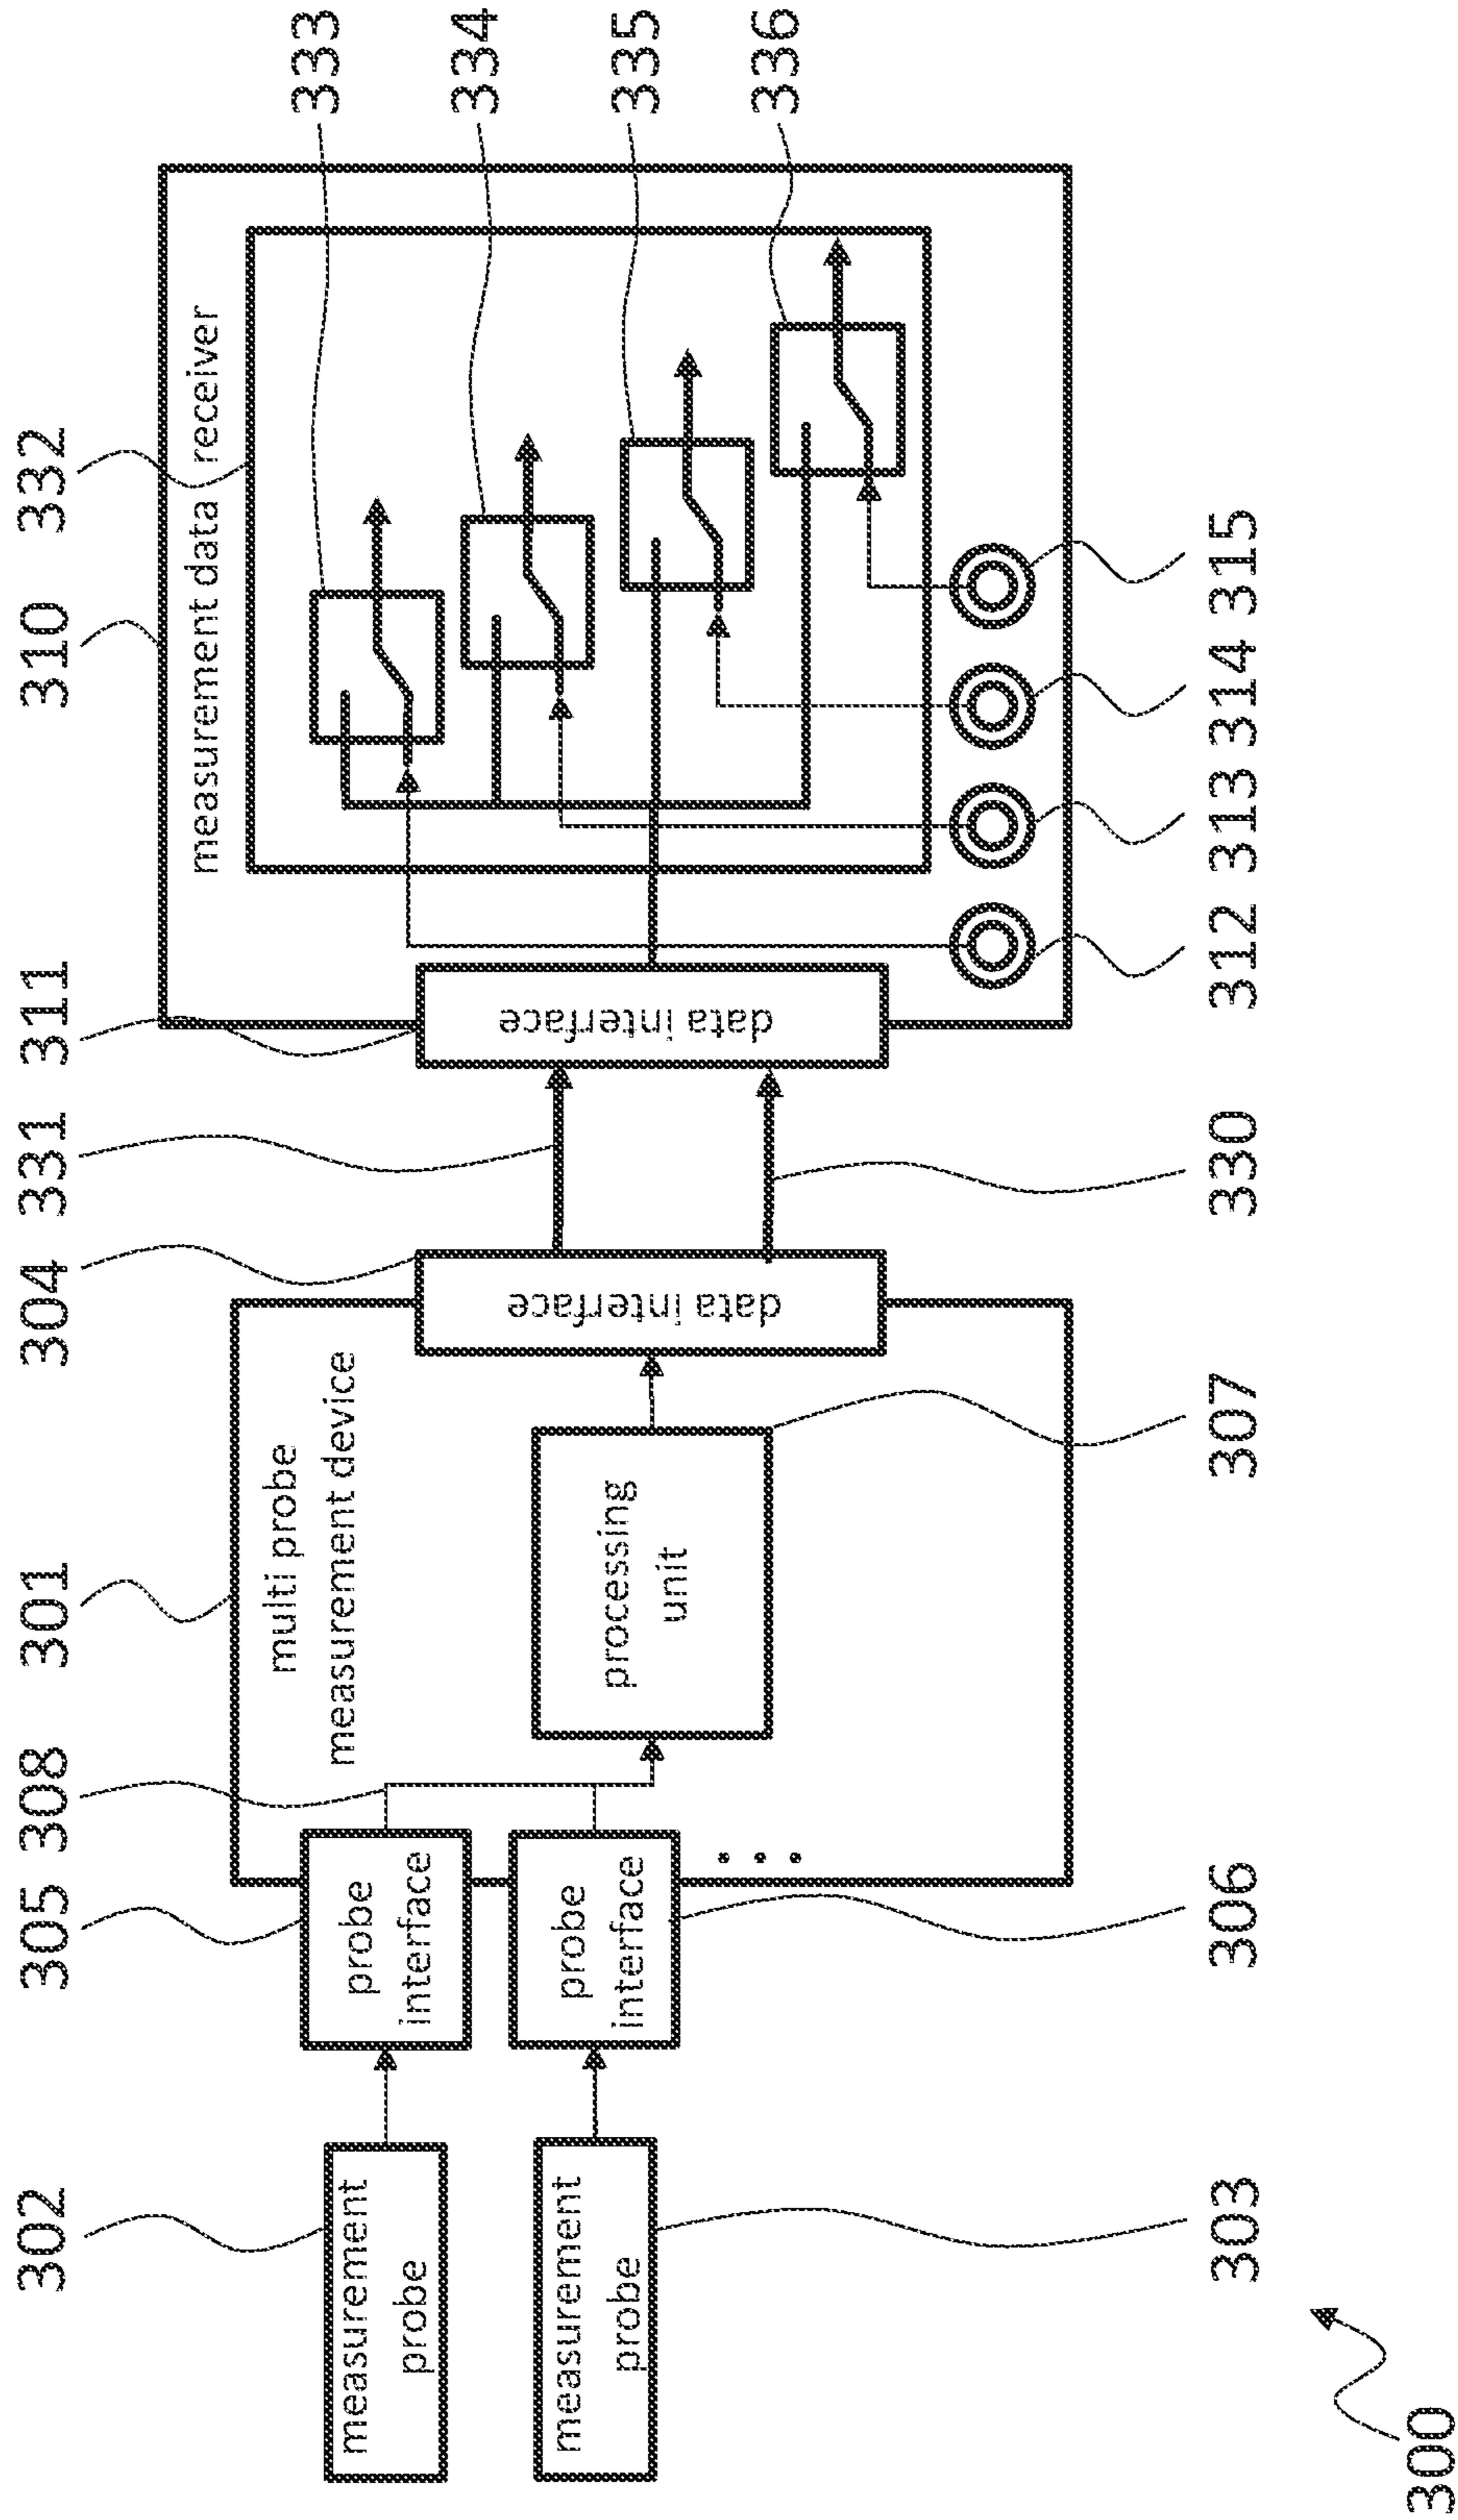 302
305
308
301
304
331
311
310
332
333
334
335
336
measurement
probe
measurement
probe
probe
interface
probe
interface
multi probe
measurement device
processing
unit
data interface
data interface
measurement data receiver
300
303
306
307
330
312
313
314
315